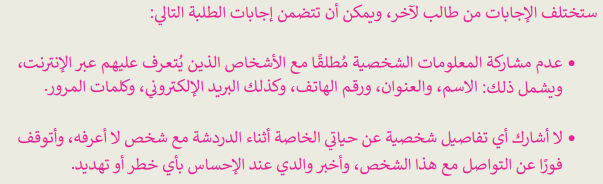 ستختلف الإجابات من طالب لآخر، ويمكن أن تتضمن إجابات الطلبة التالي:
• عدم مشاركة المعلومات الشخصية مُطلقًا مع الأشخاص الذين يُتعرف عليهم عبر الإنترنت،
ويشمل ذلك: الاسم، والعنوان، ورقم الهاتف، وكذلك البريد الإلكتروني، وكلمات المرور.
• لا أشارك أي تفاصيل شخصية عن حياتي الخاصة أثناء الدردشة مع شخص لا أعرفه، وأتوقف
فورًا عن التواصل مع هذا الشخص، وأخبر والدي عند الإحساس بأي خطر أو تهديد.